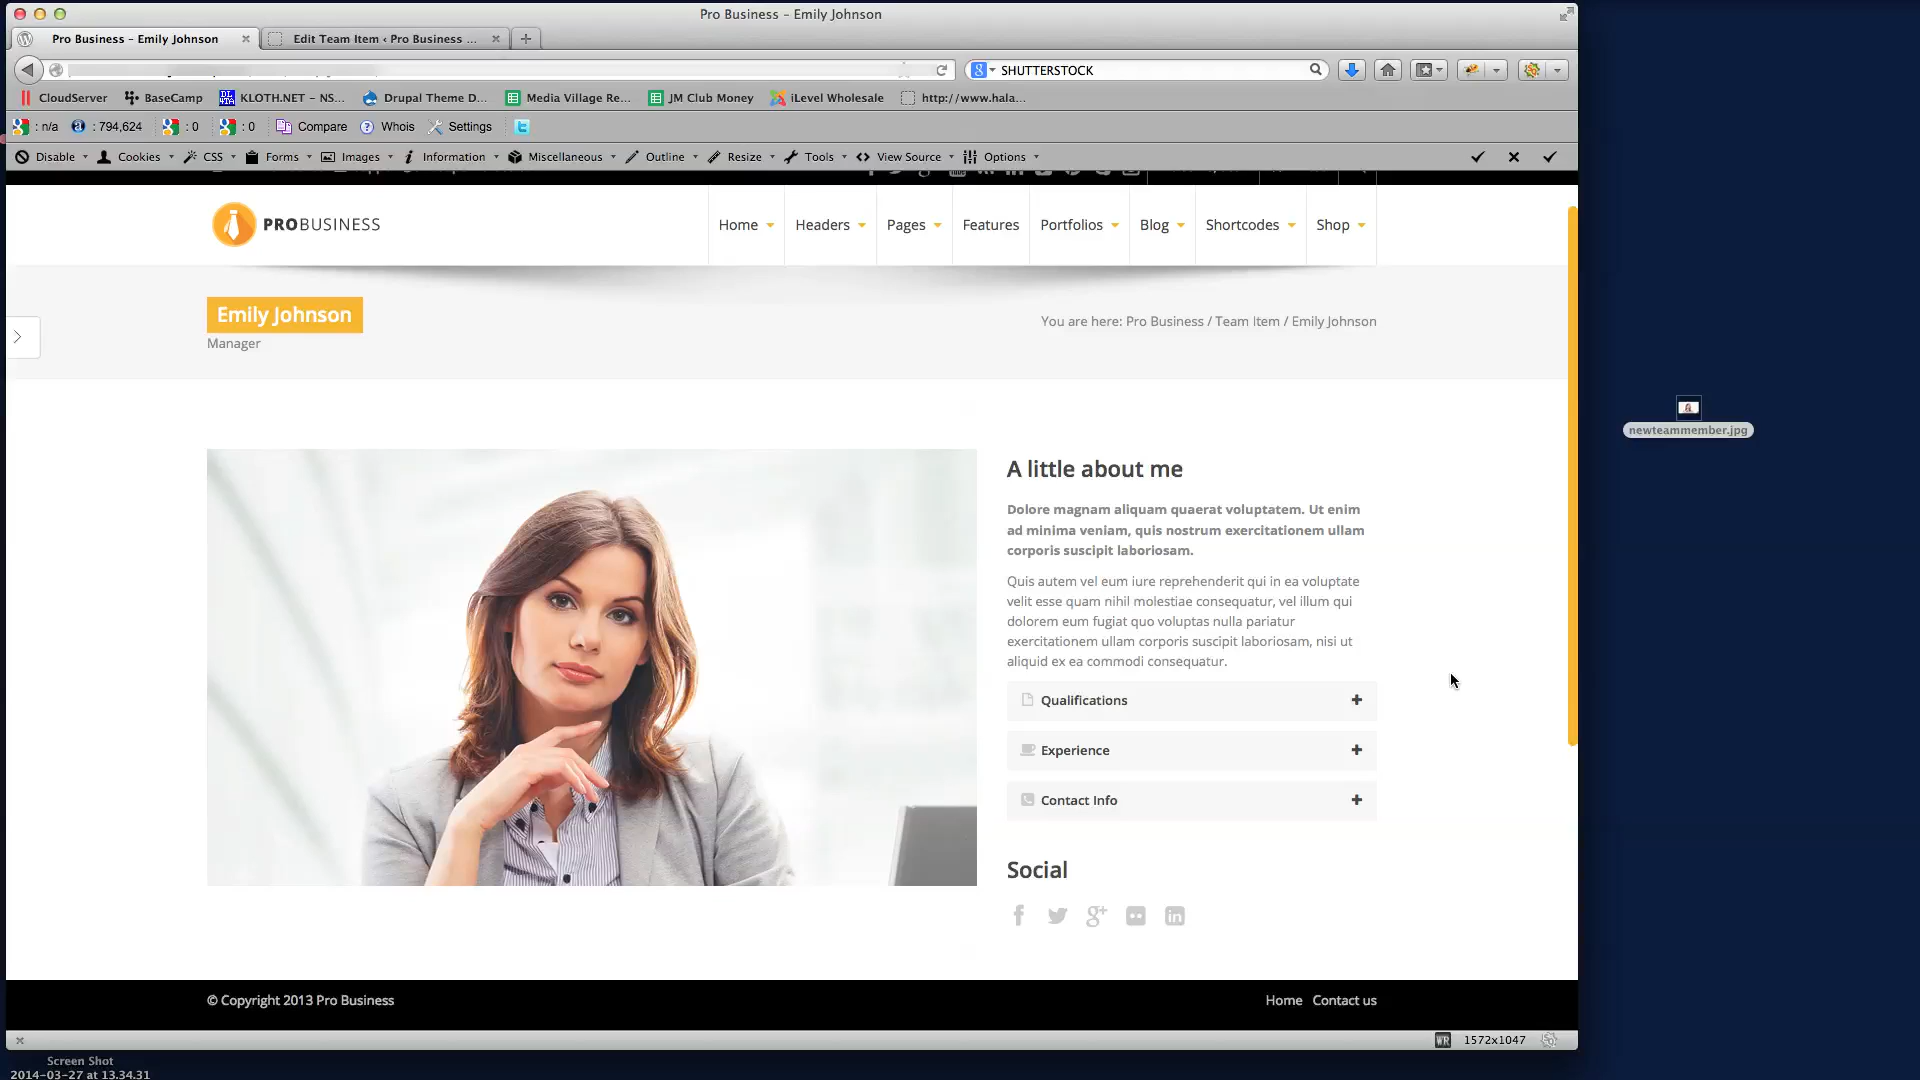 Pro Business – Emily Johnson
Pro Business – Emily Johnson
Edit Team Item ‹ Pro Business ...
SHUTTERSTOCK
CloudServer
BaseCamp
KLOTH.NET – NS...
Drupal Theme D...
Media Village Re...
JM Club Money
iLevel Wholesale
http://www.hala...
: n/a
: 794,624
: 0
: 0
Compare
Whois
Settings
Disable
Cookies
CSS
Forms
Images
Information
Miscellaneous
Outline
Resize
Tools
View Source
Options
PROBUSINESS
Home
Headers
Pages
Features
Portfolios
Blog
Shortcodes
Shop
Emily Johnson
Manager
You are here: Pro Business / Team Item / Emily Johnson
newteammember.jpg
A little about me
Dolore magnam aliquam quaerat voluptatem. Ut enim
ad minima veniam, quis nostrum exercitationem ullam
corporis suscipit laboriosam.
Quis autem vel eum iure reprehenderit qui in ea voluptate
velit esse quam nihil molestiae consequatur, vel illum qui
dolorem eum fugiat quo voluptas nulla pariatur
exercitationem ullam corporis suscipit laboriosam, nisi ut
aliquid ex ea commodi consequatur.
Qualifications
Experience
Contact Info
Social
© Copyright 2013 Pro Business
Home
Contact us
WR
1572x1047
Screen Shot
2014-03-27 at 13.34.31